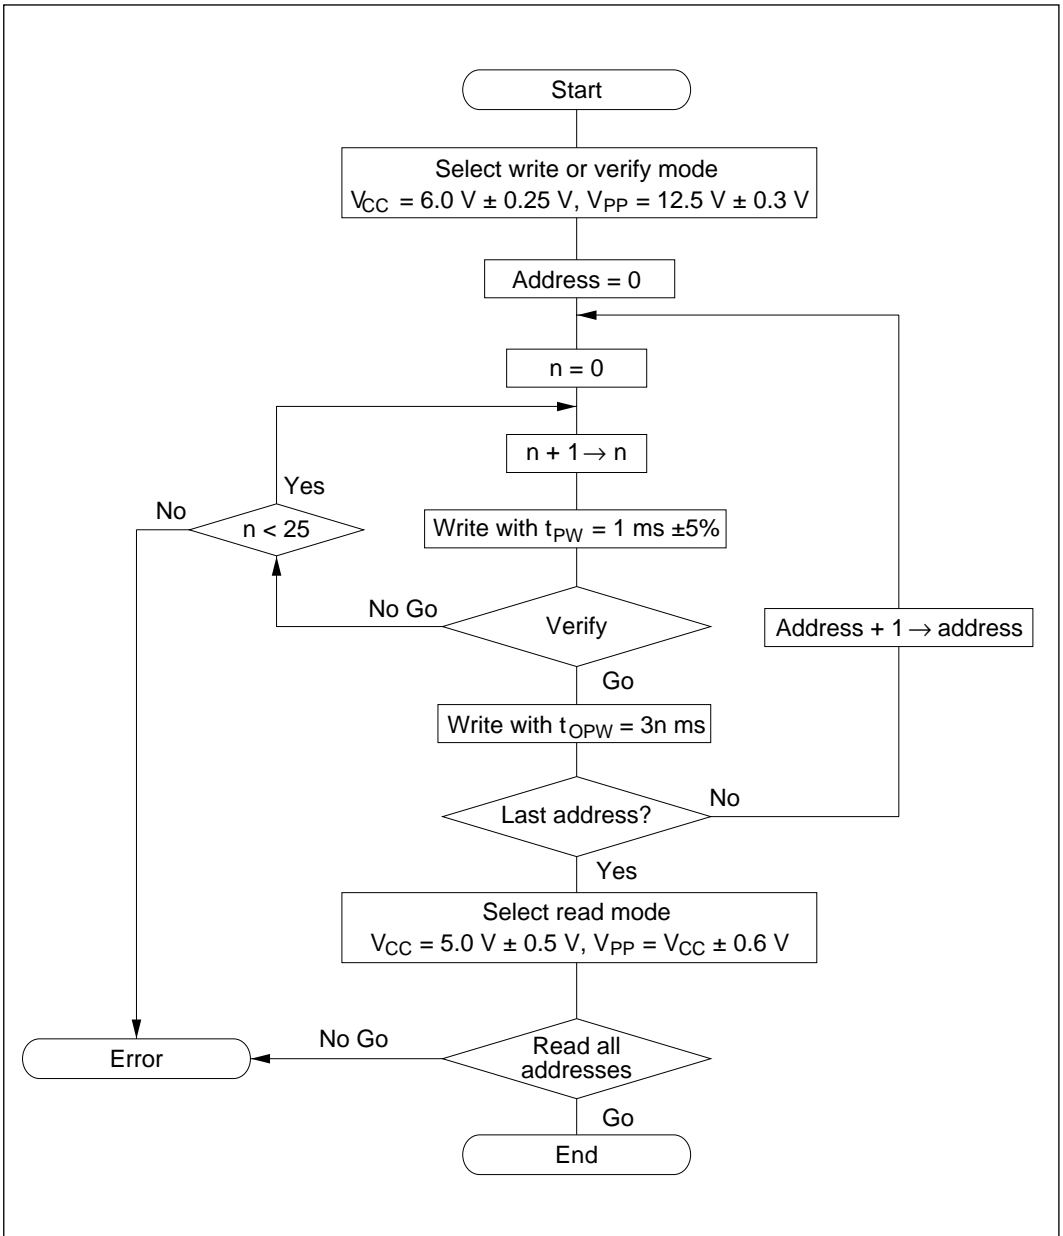 Start
Select write or verify mode
VCC = 6.0 V ± 0.25 V, VPP = 12.5 V ± 0.3 V
Address = 0
n = 0
n + 1 → n
Yes
No
n < 25
Write with tPW = 1 ms ±5%
No Go
Verify
Address + 1 → address
Go
Write with tOPW = 3n ms
Last address?
No
Yes
Select read mode
VCC = 5.0 V ± 0.5 V, VPP = VCC ± 0.6 V
Error
No Go
Read all
addresses
Go
End